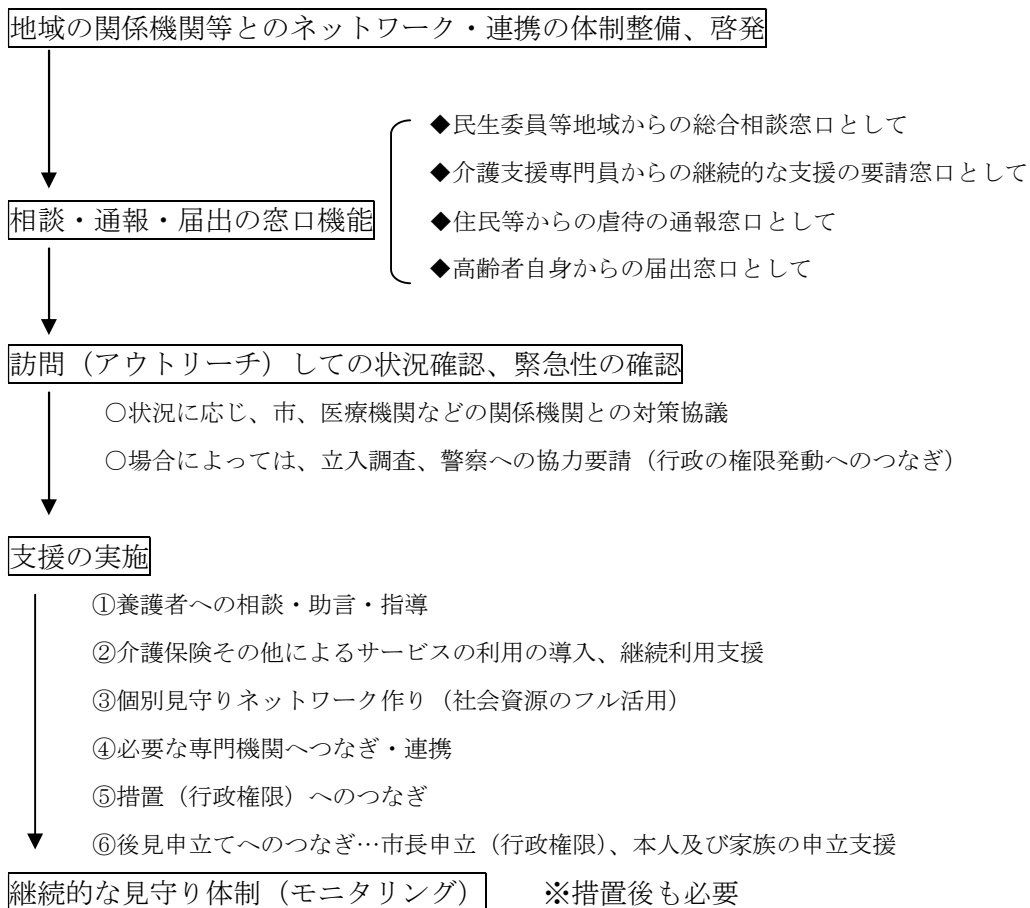 地域の関係機関等とのネットワーク・連携の体制整備、啓発
◆民生委員等地域からの総合相談窓口として
◆介護支援専門員からの継続的な支援の要請窓口として
相談・通報・届出の窓口機能
◆住民等からの虐待の通報窓口として
◆高齢者自身からの届出窓口として
訪問（アウトリーチ）しての状況確認、緊急性の確認
○状況に応じ、市、医療機関などの関係機関との対策協議
○場合によっては、立入調査、警察への協力要請（行政の権限発動へのつなぎ）
支援の実施
①養護者への相談・助言・指導
②介護保険その他によるサービスの利用の導入、継続利用支援
③個別見守りネットワーク作り（社会資源のフル活用）
④必要な専門機関へつなぎ・連携
⑤措置（行政権限）へのつなぎ
⑥後見申立てへのつなぎ…市長申立（行政権限）、本人及び家族の申立支援
継続的な見守り体制（モニタリング） ※措置後も必要